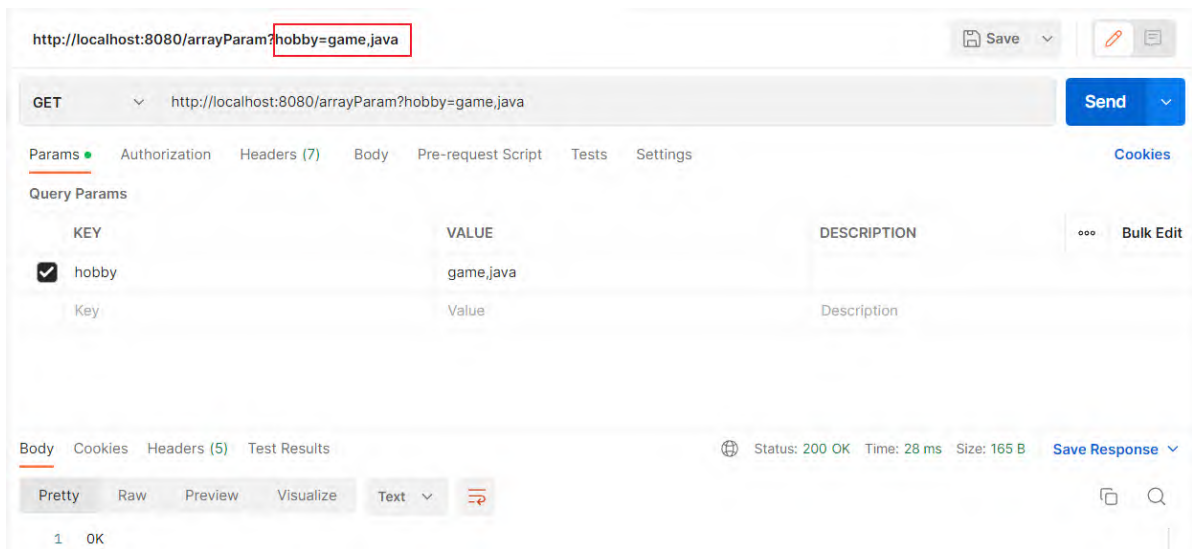 http://localhost:8080/arrayParam?hobby=game,java Save
GET http://localhost:8080/arrayParam?hobby=game,java Send
Params Authorization Headers (7) Body Pre-request Script Tests Settings Cookies
Query Params
KEY VALUE DESCRIPTION ooo Bulk Edit
hobby game,java
Key Value Description
Body Cookies Headers (5) Test Results Status: 200 OK Time: 28 ms Size: 165 B Save Response
Pretty Raw Preview Visualize Text
1 OK